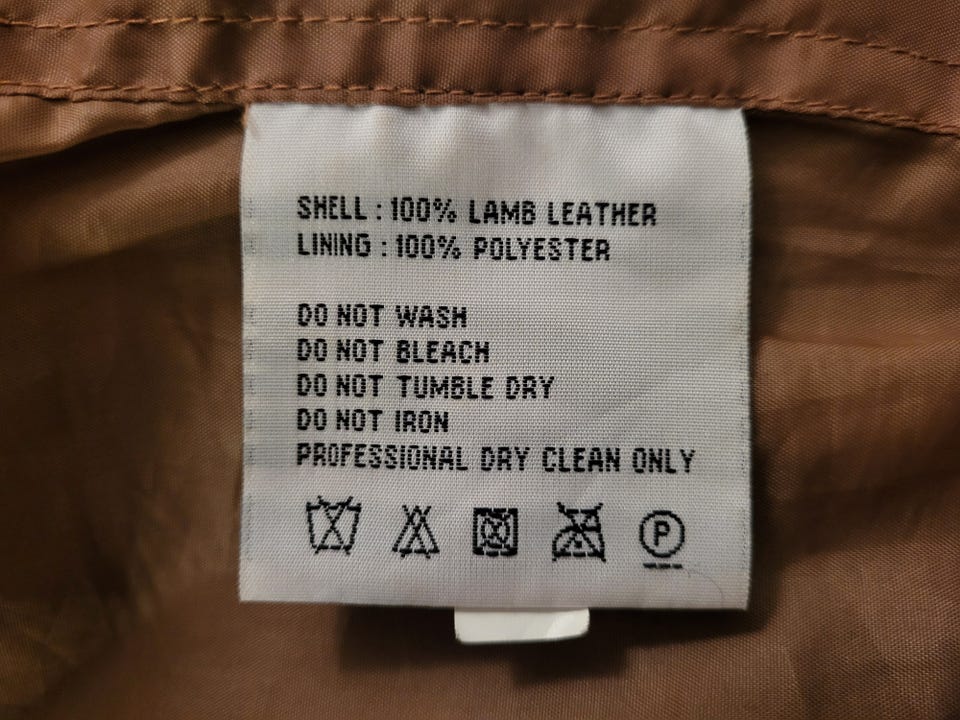 SHELL : 100% LAMB LEATHER
LINING : 100% POLYESTER
DO NOT WASH
DO NOT BLEACH
DO NOT TUMBLE DRY
DO NOT IRON
PROFESSIONAL DRY CLEAN ONLY
P